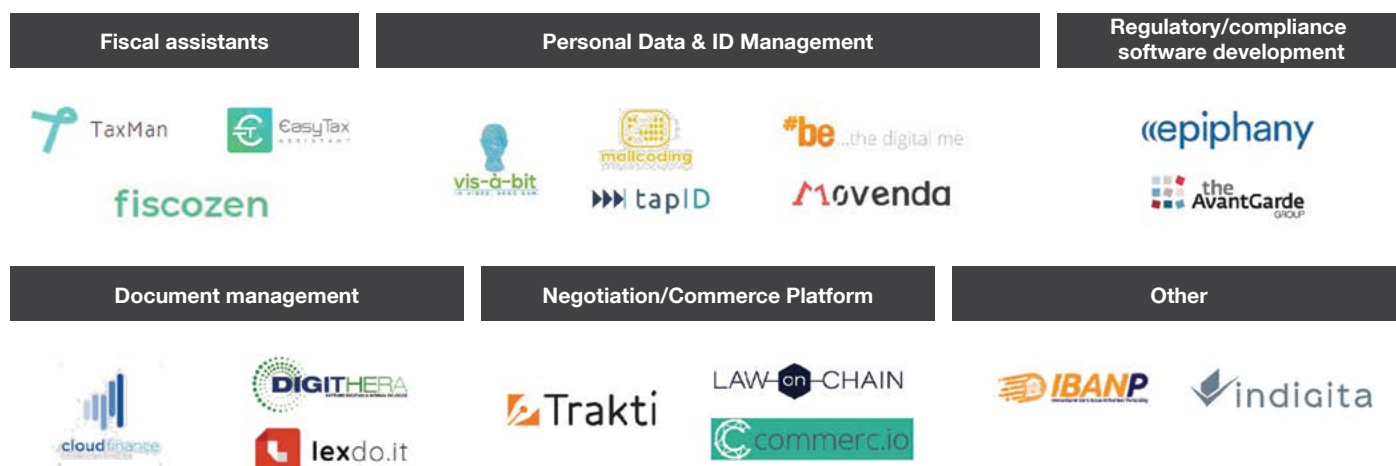 Fiscal assistants
Personal Data & ID Management
Regulatory/compliance
software development
TaxMan
EasyTax
ASSISTANT
fiscozen
vis-à-bit
mailcoding
tapID
#be...the digital me
Movenda
epiphany
the
AvantGarde
GROUP
Document management
Negotiation/Commerce Platform
Other
cloudfinance
DIGITHERA
lexdo.it
Trakti
LAW on CHAIN
commerc.io
IBANP
indigita